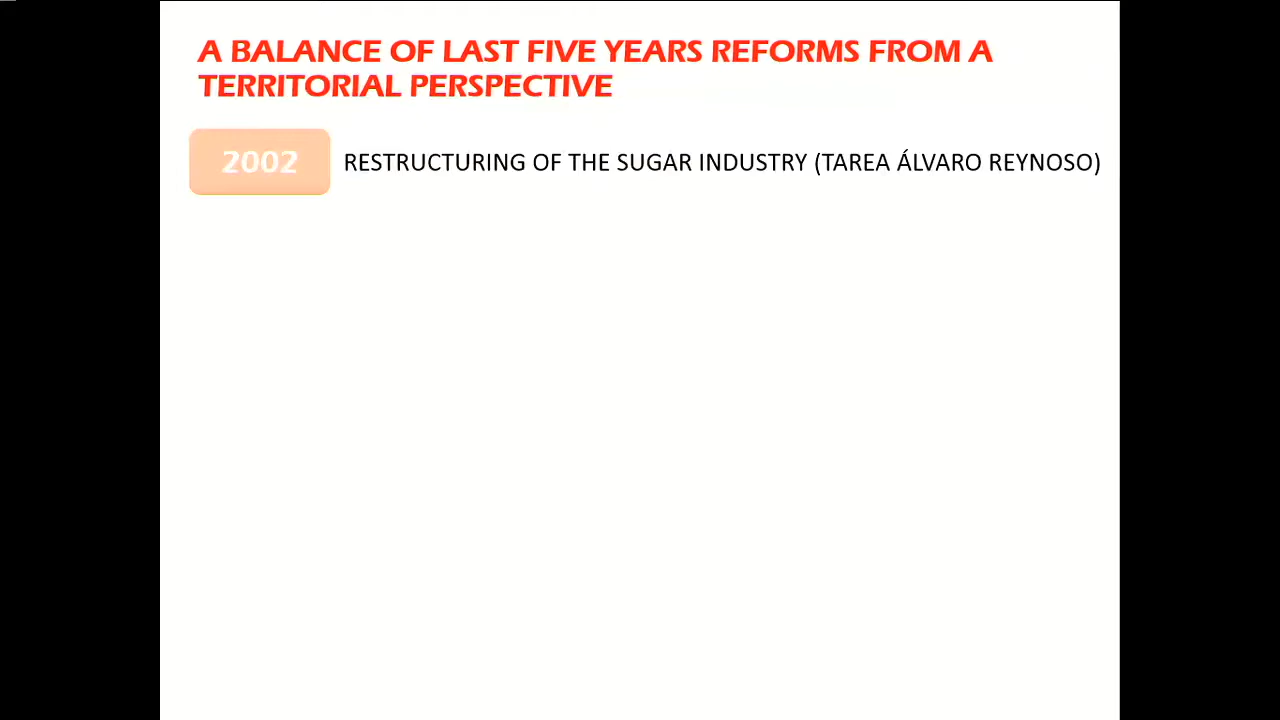 A BALANCE OF LAST FIVE YEARS REFORMS FROM A
TERRITORIAL PERSPECTIVE
2002 RESTRUCTURING OF THE SUGAR INDUSTRY (TAREA ÁLVARO REYNOSO)